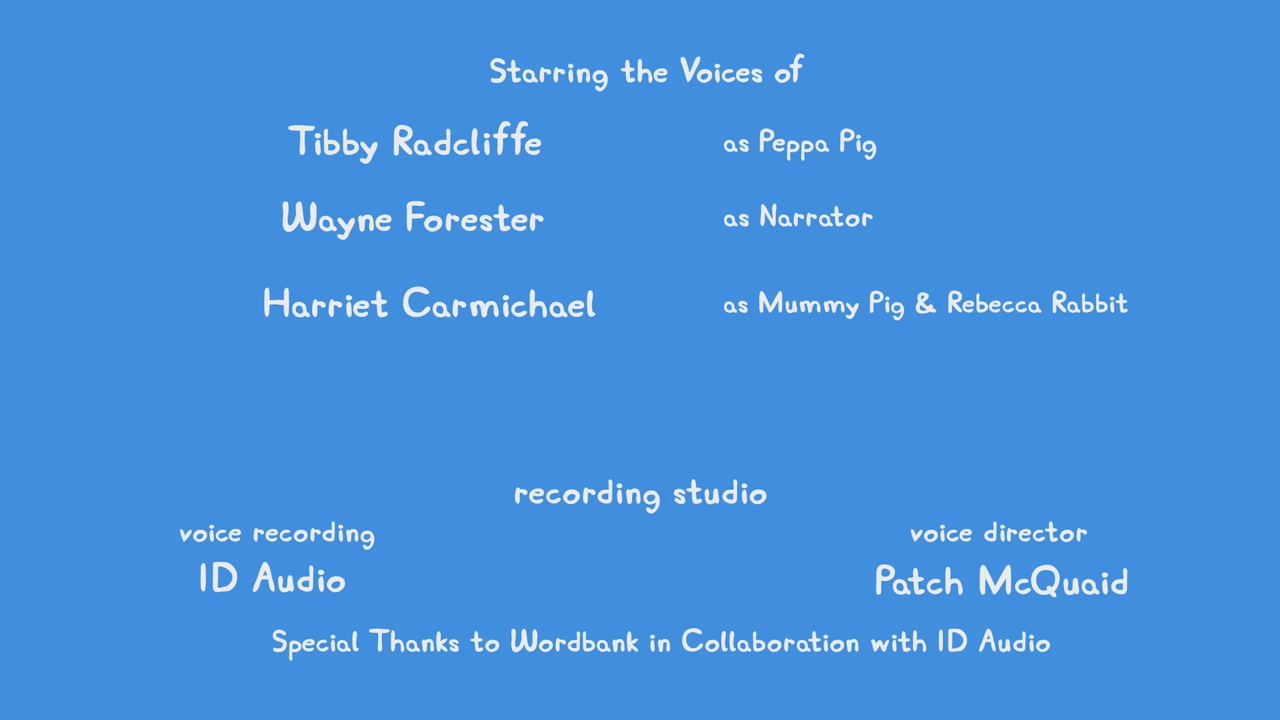 Starring the Voices of
Tibby Radcliffe as Peppa Pig
Wayne Forester as Narrator
Harriet Carmichael as Mummy Pig & Rebecca Rabbit
recording studio
voice recording voice director
ID Audio Patch McQuaid
Special Thanks to Wordbank in Collaboration with ID Audio